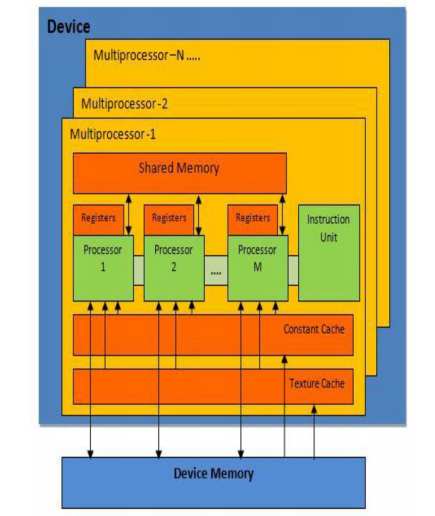 Device
Multiprocessor–N .....
Multiprocessor-2
Multiprocessor-1
Shared Memory
Registers
Registers
Registers
Instruction
Unit
Processor
1
Processor
2
....
Processor
M
Constant Cache
Texture Cache
Device Memory